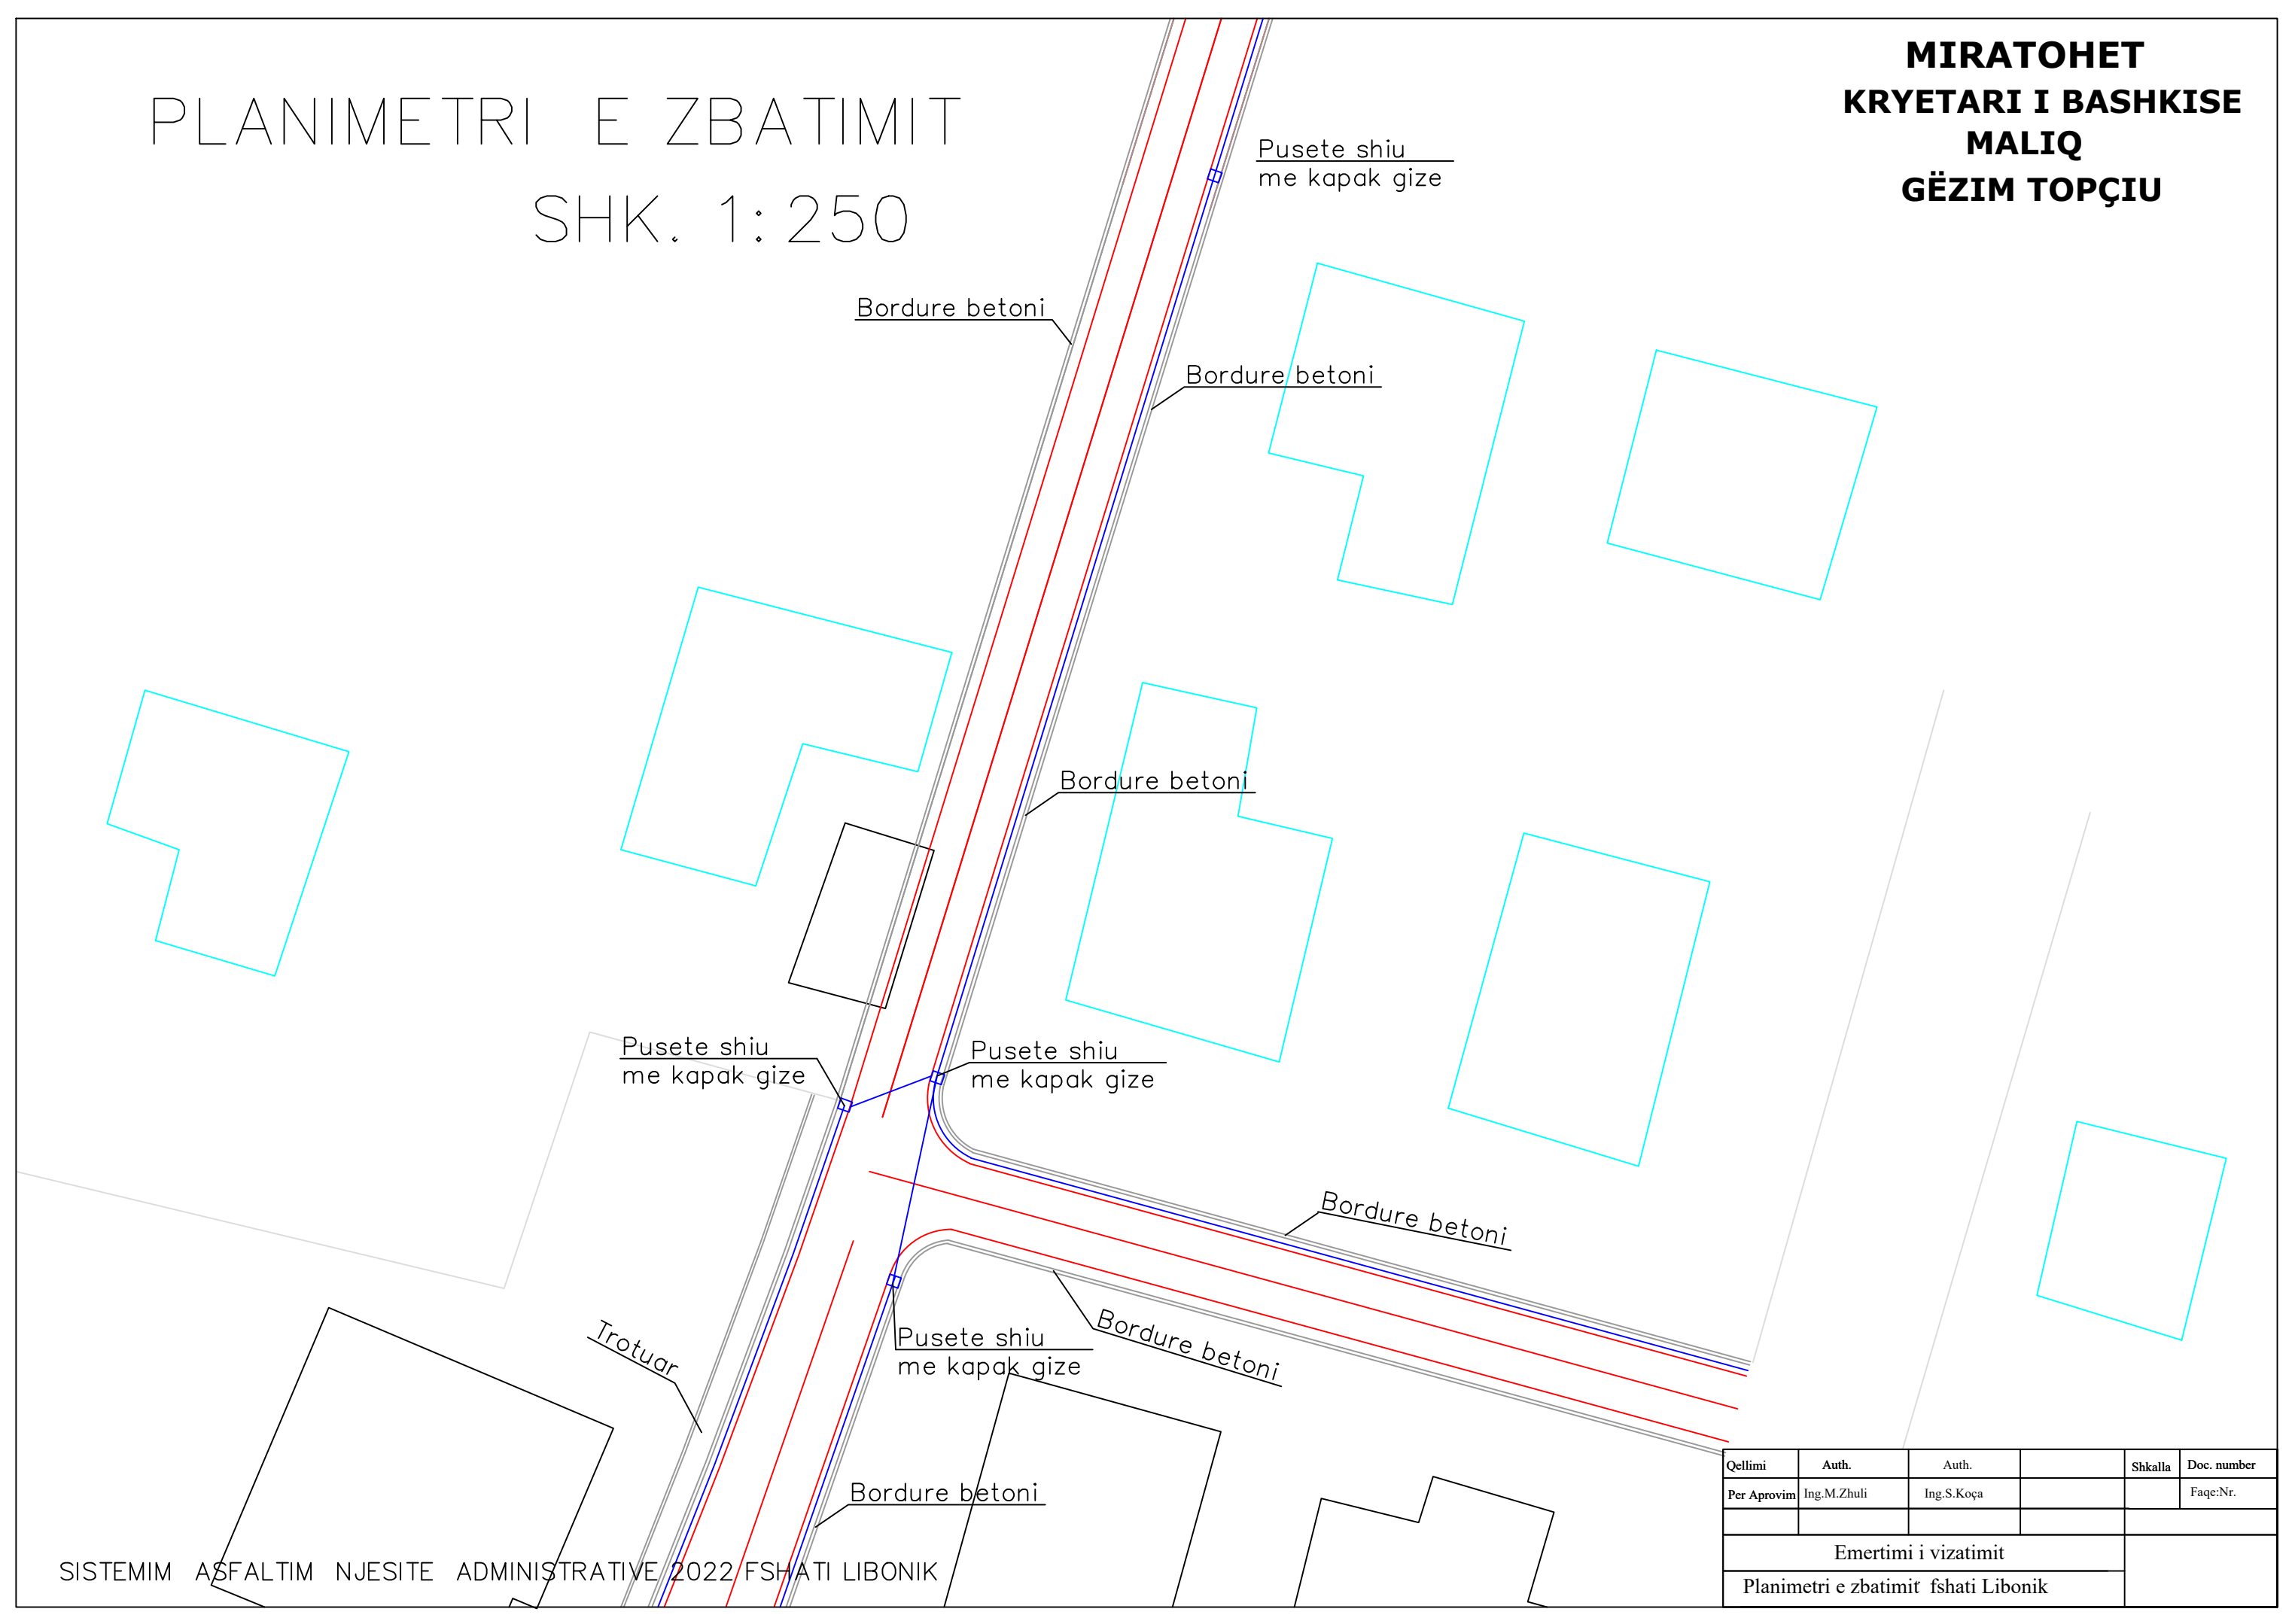 MIRATOHET
KRYETARI I BASHKISE
MALIQ
GËZIM TOPÇIU
PLANIMETRI E ZBATIMIT
SHK. 1:250
Pusete shiu
me kapak gize
Bordure betoni
Bordure betoni
Bordure betoni
Pusete shiu
me kapak gize
Pusete shiu
me kapak gize
Bordure betoni
Bordure betoni
Pusete shiu
me kapak gize
Trotuar
Bordure betoni
SISTEMIM ASFALTIM NJESITE ADMINISTRATIVE 2022 FSHATI LIBONIK
Qellimi Auth. Auth. Shkalla Doc. number
Per Aprovim Ing.M.Zhuli Ing.S.Koça Faqe:Nr.
Emertimi i vizatimit
Planimetri e zbatimit fshati Libonik